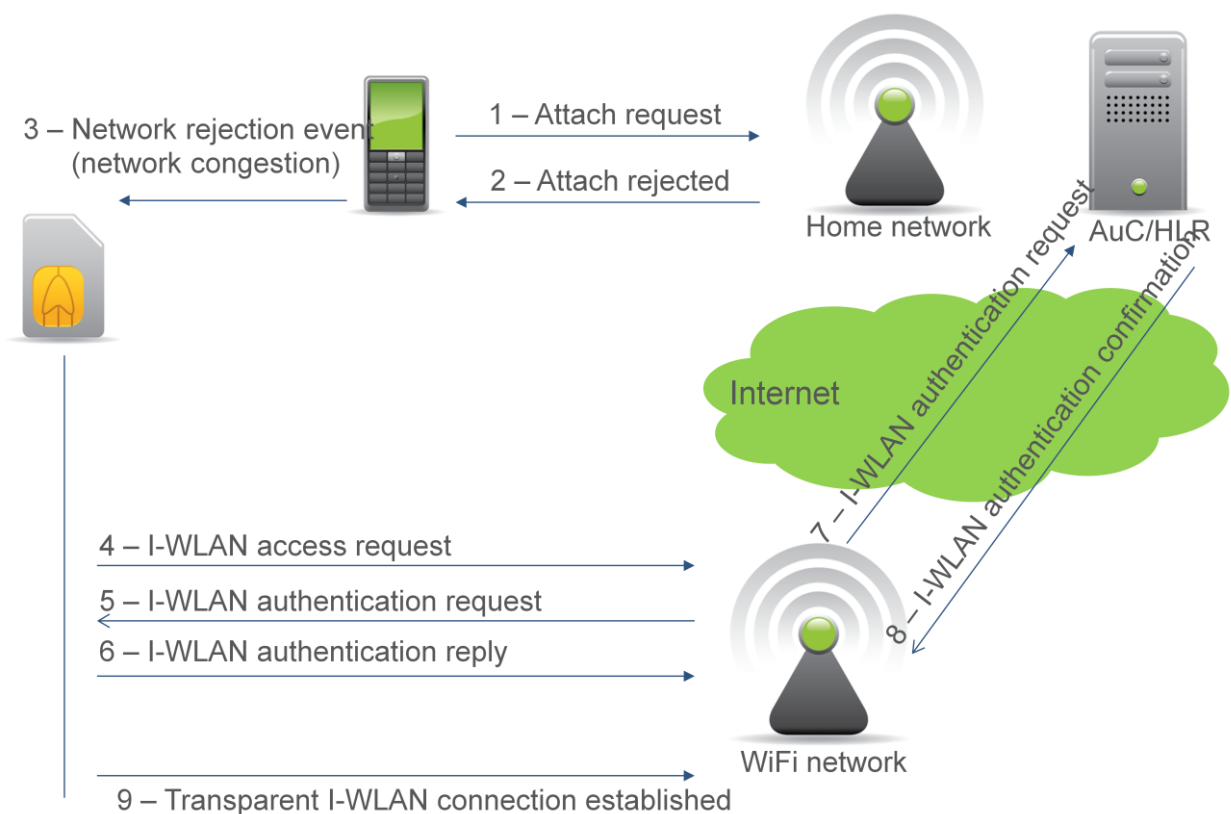 1 – Attach request
3 – Network rejection event
(network congestion)
2 – Attach rejected
Home network
AuC/HLR
Internet
7 – I-WLAN authentication request
8 – I-WLAN authentication confirmation
4 – I-WLAN access request
5 – I-WLAN authentication request
6 – I-WLAN authentication reply
WiFi network
9 – Transparent I-WLAN connection established